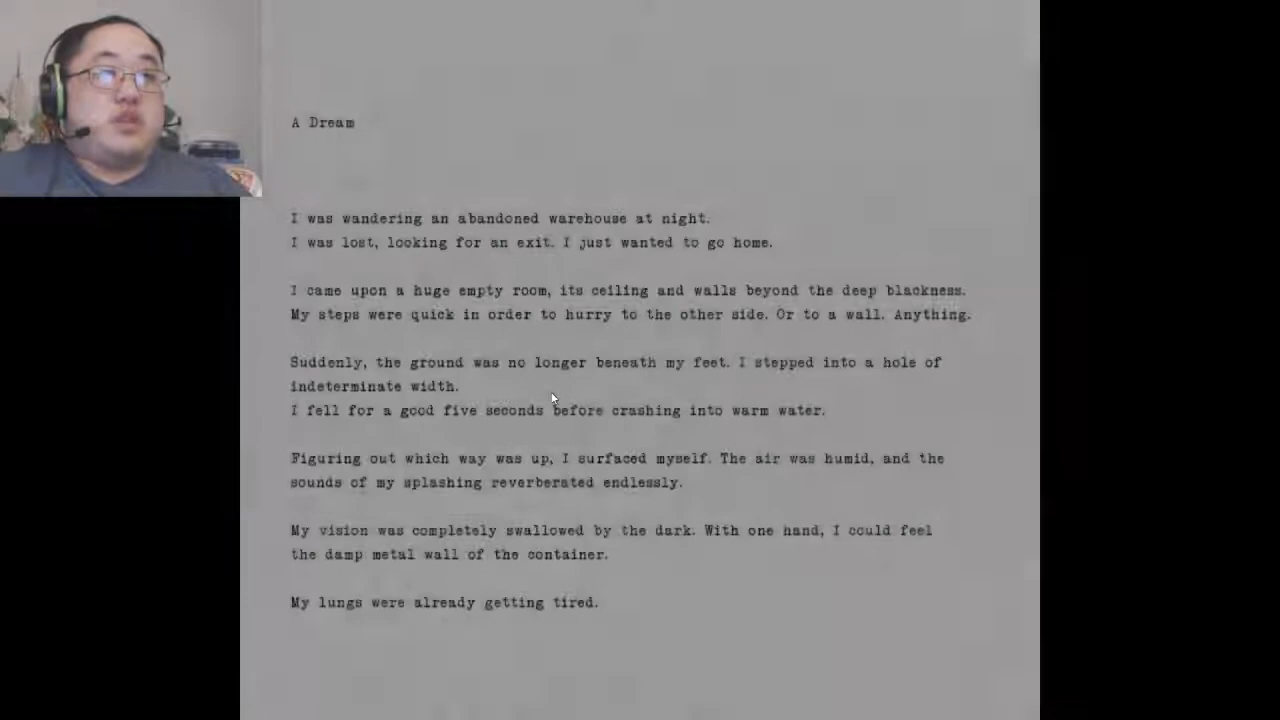 A Dream
I was wandering an abandoned warehouse at night.
I was lost, looking for an exit. I just wanted to go home.
I came upon a huge empty room, its ceiling and walls beyond the deep blackness.
My steps were quick in order to hurry to the other side. Or to a wall. Anything.
Suddenly, the ground was no longer beneath my feet. I stepped into a hole of
indeterminate width.
I fell for a good five seconds before crashing into warm water.
Figuring out which way was up, I surfaced myself. The air was humid, and the
sounds of my splashing reverberated endlessly.
My vision was completely swallowed by the dark. With one hand, I could feel
the damp metal wall of the container.
My lungs were already getting tired.